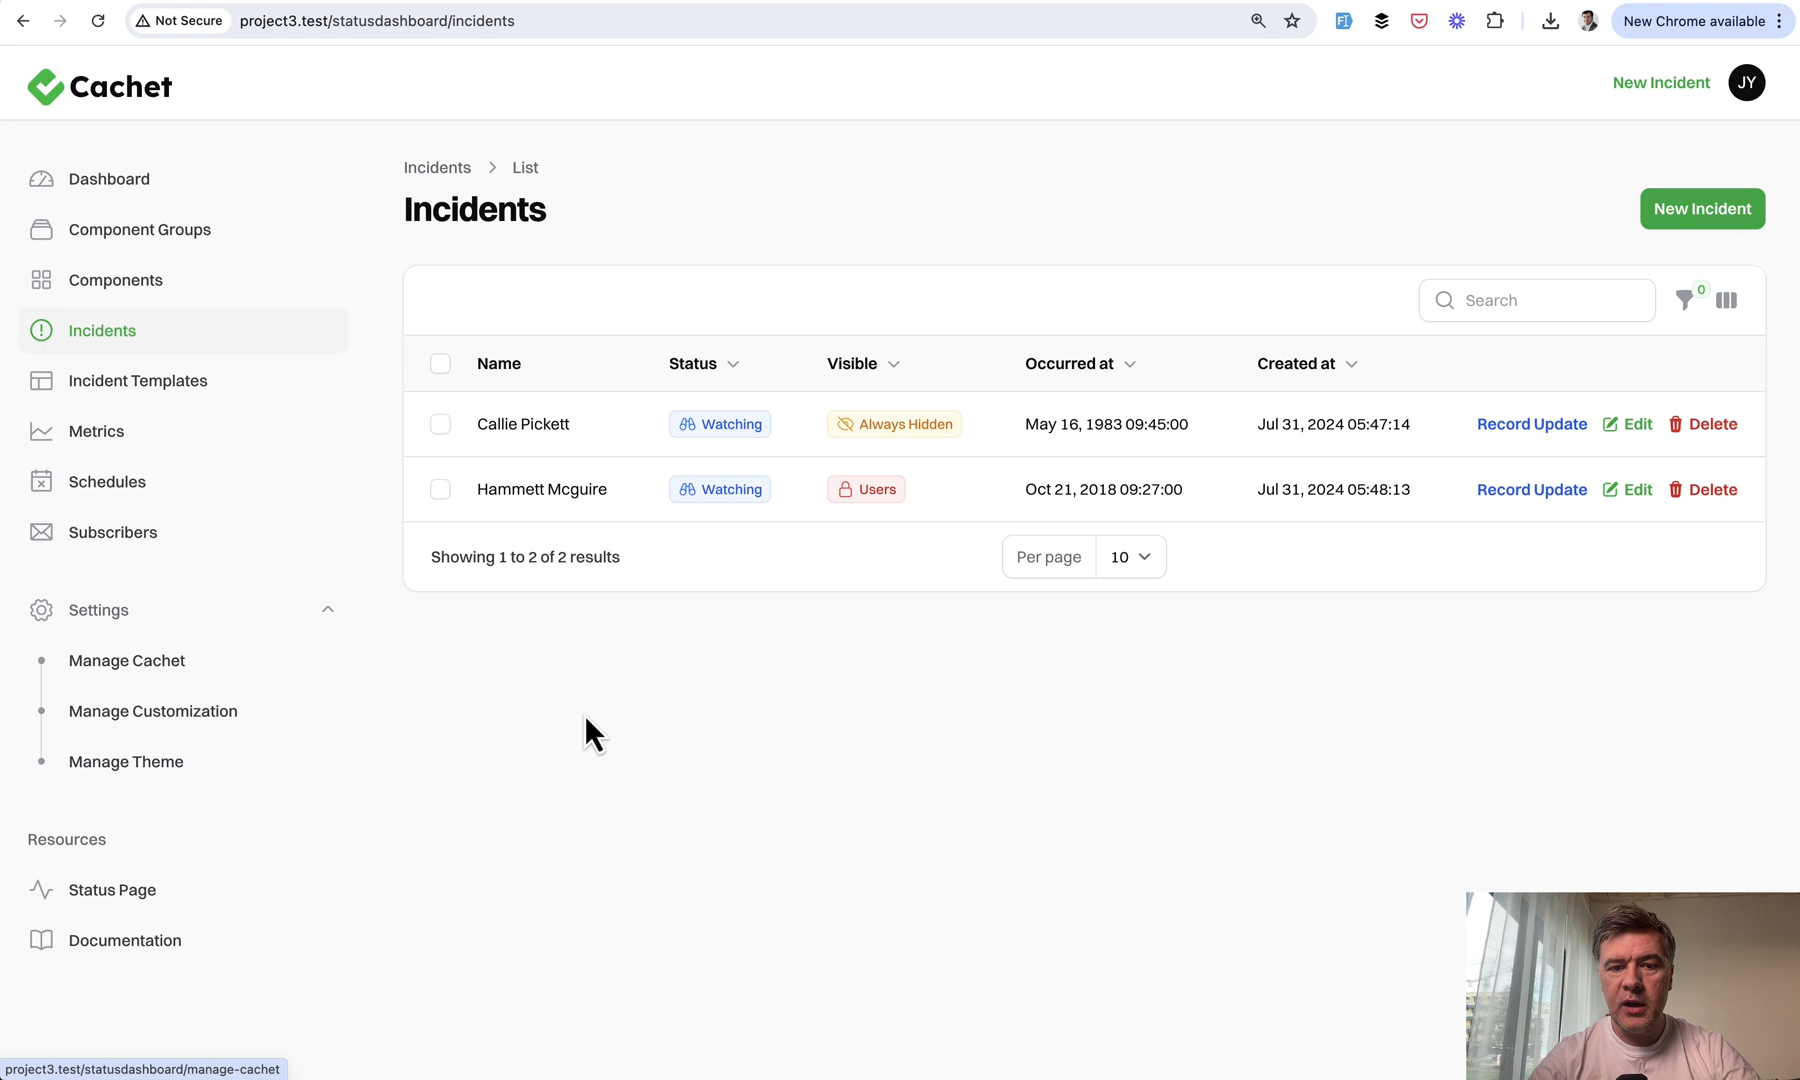 Not Secure
project3.test/statusdashboard/incidents
New Chrome available
Cachet
New Incident
JY
Dashboard
Component Groups
Components
Incidents
Incident Templates
Metrics
Schedules
Subscribers
Settings
Manage Cachet
Manage Customization
Manage Theme
Resources
Status Page
Documentation
Incidents List
Incidents
New Incident
Search
0
Name Status Visible Occurred at Created at
Callie Pickett Watching Always Hidden May 16, 1983 09:45:00 Jul 31, 2024 05:47:14 Record Update Edit Delete
Hammett Mcguire Watching Users Oct 21, 2018 09:27:00 Jul 31, 2024 05:48:13 Record Update Edit Delete
Showing 1 to 2 of 2 results
Per page 10
project3.test/statusdashboard/manage-cachet